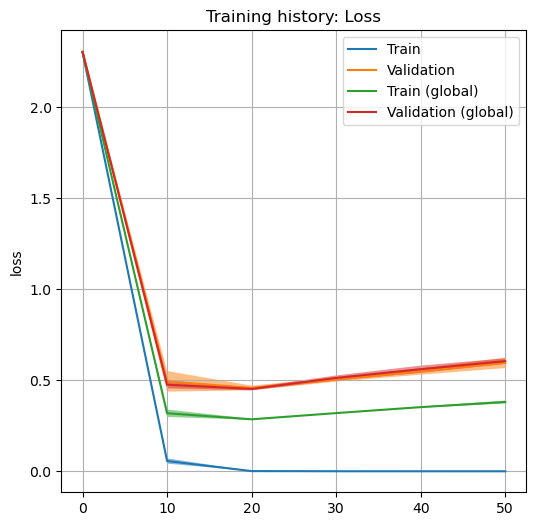 Training history: Loss
Train
Validation
Train (global)
Validation (global)
loss
2.0
1.5
1.0
0.5
0.0
0 10 20 30 40 50